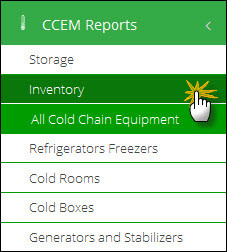 CCEM Reports
Storage
Inventory
All Cold Chain Equipment
Refrigerators Freezers
Cold Rooms
Cold Boxes
Generators and Stabilizers